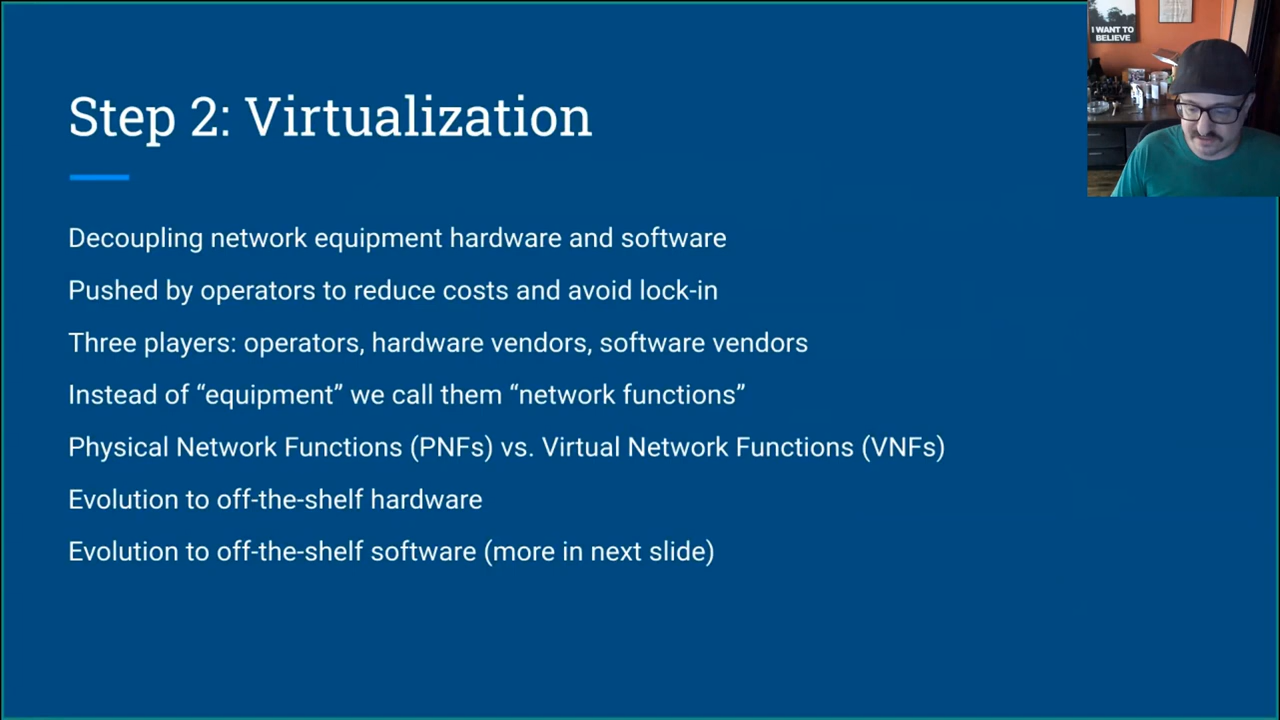 Step 2: Virtualization
Decoupling network equipment hardware and software
Pushed by operators to reduce costs and avoid lock-in
Three players: operators, hardware vendors, software vendors
Instead of “equipment” we call them “network functions”
Physical Network Functions (PNFs) vs. Virtual Network Functions (VNFs)
Evolution to off-the-shelf hardware
Evolution to off-the-shelf software (more in next slide)
I WANT TO
BELIEVE